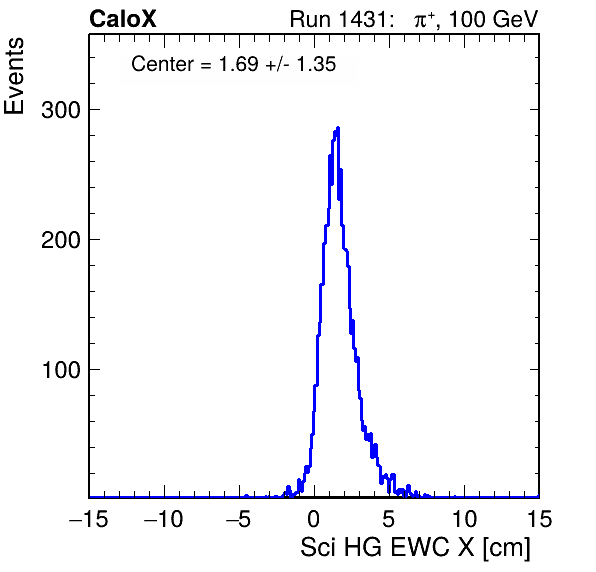 CaloX Run 1431: π⁺, 100 GeV
Center = 1.69 +/- 1.35
Events
300
200
100
−15 −10 −5 0 5 10 15
Sci HG EWC X [cm]